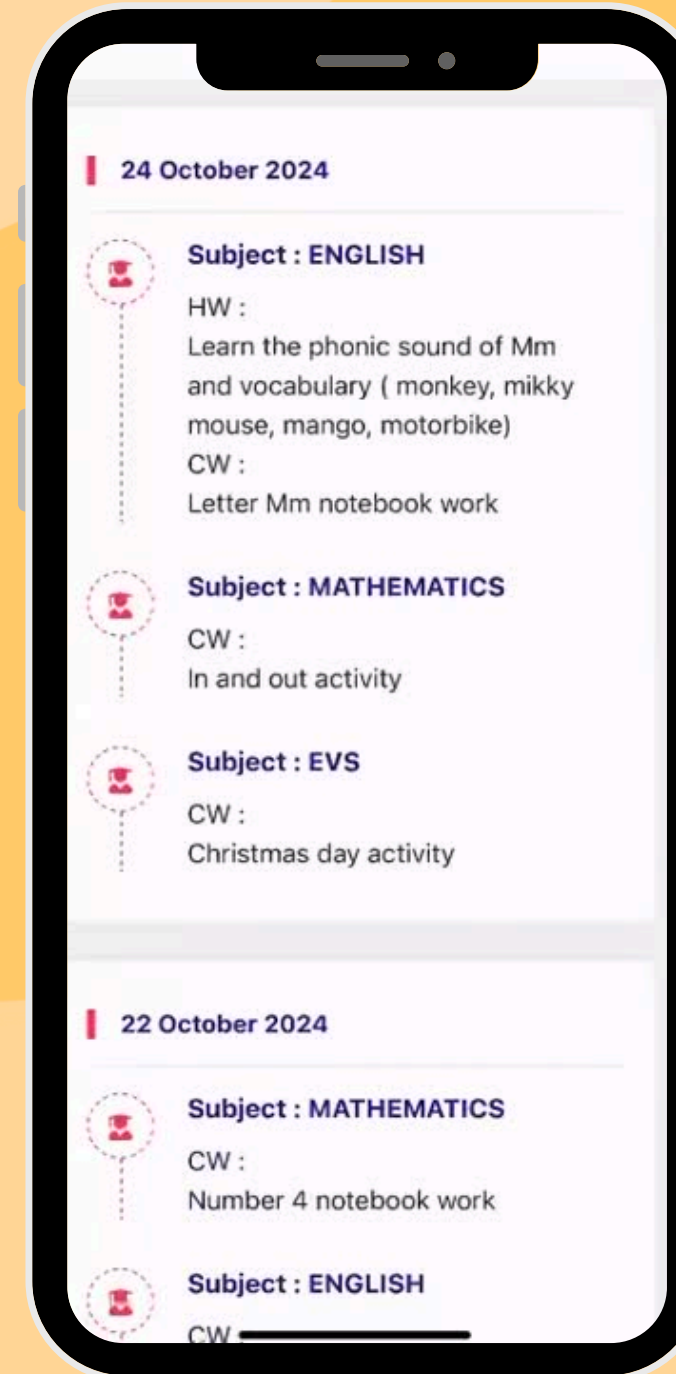 24 October 2024
Subject : ENGLISH
HW :
Learn the phonic sound of Mm
and vocabulary ( monkey, mikky
mouse, mango, motorbike)
CW :
Letter Mm notebook work
Subject : MATHEMATICS
CW :
In and out activity
Subject : EVS
CW :
Christmas day activity
22 October 2024
Subject : MATHEMATICS
CW :
Number 4 notebook work
Subject : ENGLISH
CW